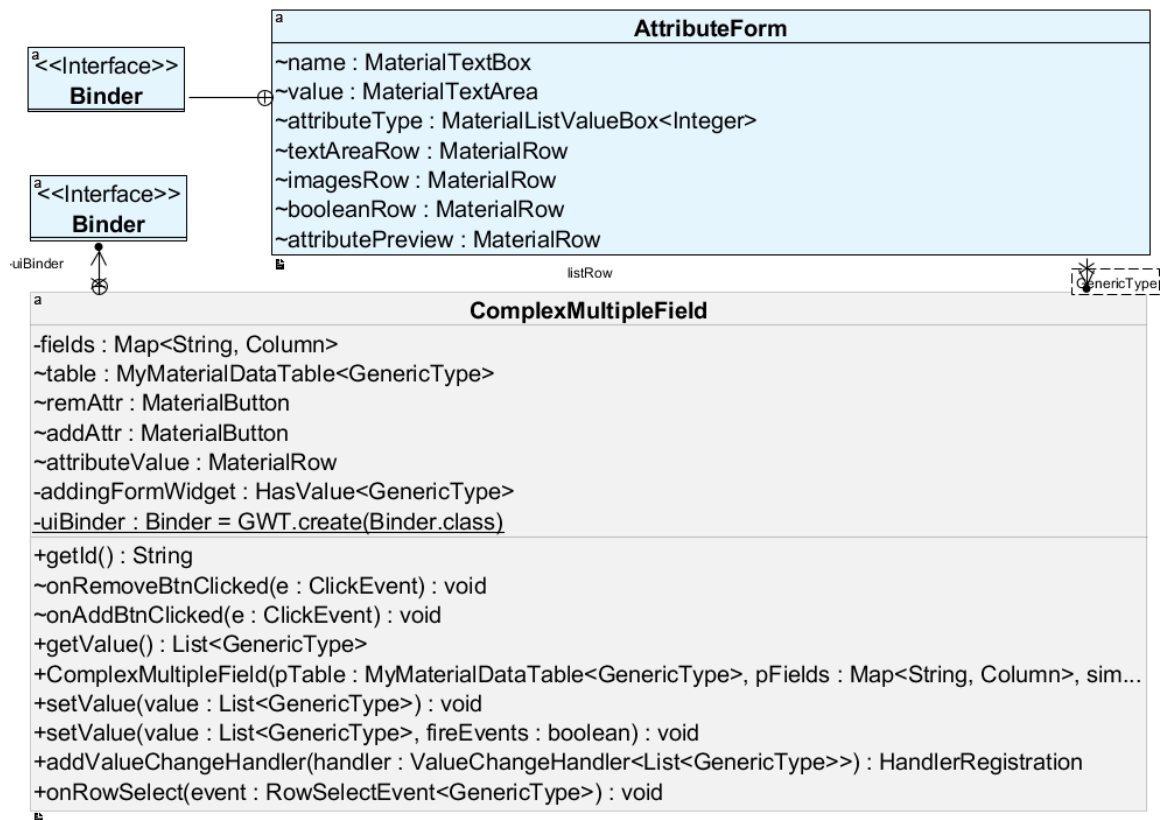 a
AttributeForm
~name : MaterialTextBox
~value : MaterialTextArea
~attributeType : MaterialListValueBox<Integer>
~textAreaRow : MaterialRow
~imagesRow : MaterialRow
~booleanRow : MaterialRow
~attributePreview : MaterialRow
a
<<Interface>>
Binder
a
<<Interface>>
Binder
-uiBinder
listRow
GenericType
a
ComplexMultipleField
-fields : Map<String, Column>
~table : MyMaterialDataTable<GenericType>
~remAttr : MaterialButton
~addAttr : MaterialButton
~attributeValue : MaterialRow
-addingFormWidget : HasValue<GenericType>
-uiBinder : Binder = GWT.create(Binder.class)
+getId() : String
~onRemoveBtnClicked(e : ClickEvent) : void
~onAddBtnClicked(e : ClickEvent) : void
+getValue() : List<GenericType>
+ComplexMultipleField(pTable : MyMaterialDataTable<GenericType>, pFields : Map<String, Column>, sim...
+setValue(value : List<GenericType>) : void
+setValue(value : List<GenericType>, fireEvents : boolean) : void
+addValueChangeHandler(handler : ValueChangeHandler<List<GenericType>>) : HandlerRegistration
+onRowSelect(event : RowSelectEvent<GenericType>) : void